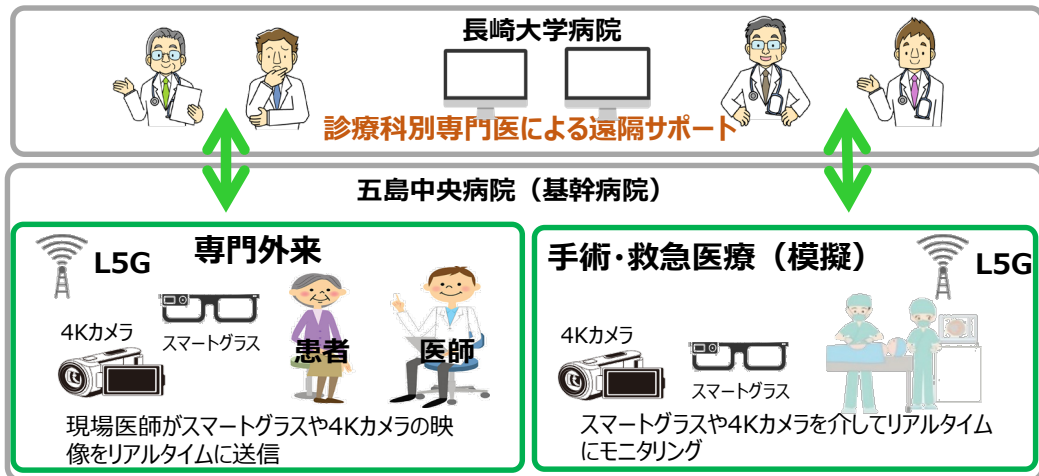 長崎大学病院
診療科別専門医による遠隔サポート
五島中央病院（基幹病院）
L5G
専門外来
4Kカメラ
スマートグラス
患者
医師
現場医師がスマートグラスや4Kカメラの映
像をリアルタイムに送信
手術・救急医療（模擬）
L5G
4Kカメラ
スマートグラス
スマートグラスや4Kカメラを介してリアルタイム
にモニタリング